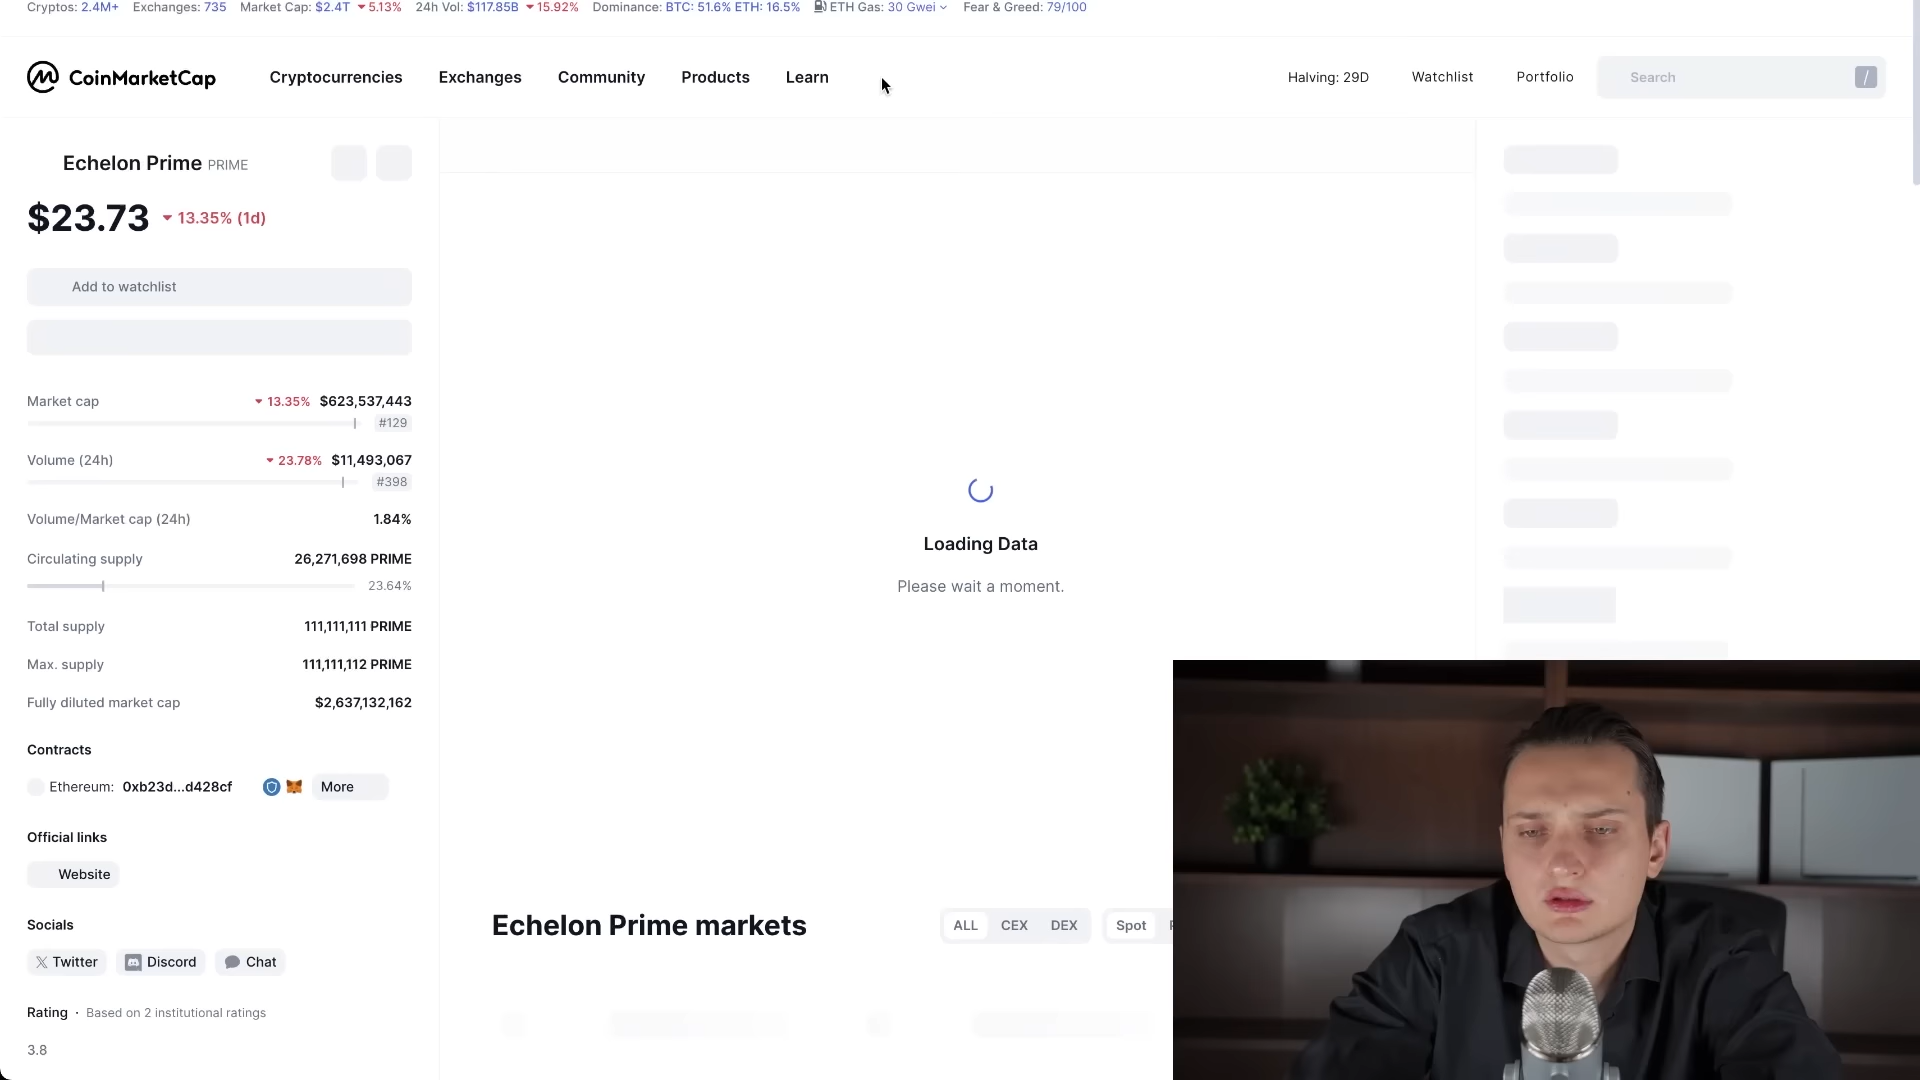 Cryptos: 2.4M+ Exchanges: 735 Market Cap: $2.4T 5.13% 24h Vol: $117.85B 15.92% Dominance: BTC: 51.6% ETH: 16.5% ETH Gas: 30 Gwei Fear & Greed: 79/100
CoinMarketCap Cryptocurrencies Exchanges Community Products Learn Halving: 29D Watchlist Portfolio Search /
Echelon Prime PRIME
$23.73 13.35% (1d)
Add to watchlist
Market cap 13.35% $623,537,443
#129
Volume (24h) 23.78% $11,493,067
#398
Volume/Market cap (24h) 1.84%
Circulating supply 26,271,698 PRIME
23.64%
Total supply 111,111,111 PRIME
Max. supply 111,111,112 PRIME
Fully diluted market cap $2,637,132,162
Contracts
Ethereum: 0xb23d...d428cf More
Official links
Website
Socials
Twitter Discord Chat
Rating · Based on 2 institutional ratings
3.8
Loading Data
Please wait a moment.
Echelon Prime markets ALL CEX DEX Spot